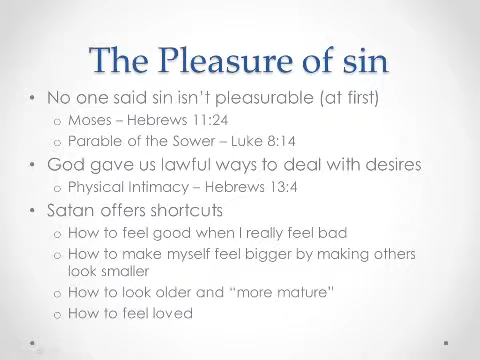 The Pleasure of sin
• No one said sin isn't pleasurable (at first)
o Moses – Hebrews 11:24
o Parable of the Sower – Luke 8:14
• God gave us lawful ways to deal with desires
o Physical Intimacy – Hebrews 13:4
• Satan offers shortcuts
o How to feel good when I really feel bad
o How to make myself feel bigger by making others
look smaller
o How to look older and “more mature”
o How to feel loved